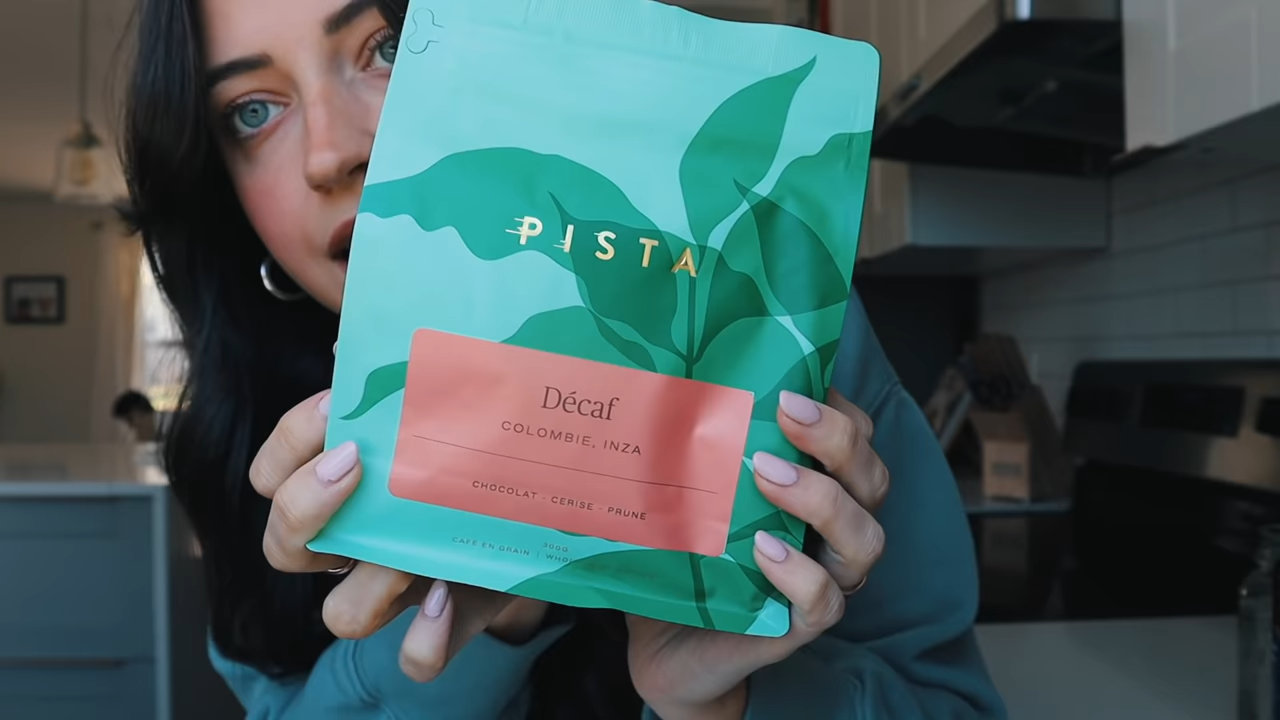 PISTA
Décaf
COLOMBIE, INZA
CHOCOLAT - CERISE - PRUNE
CAFÉ EN GRAIN |